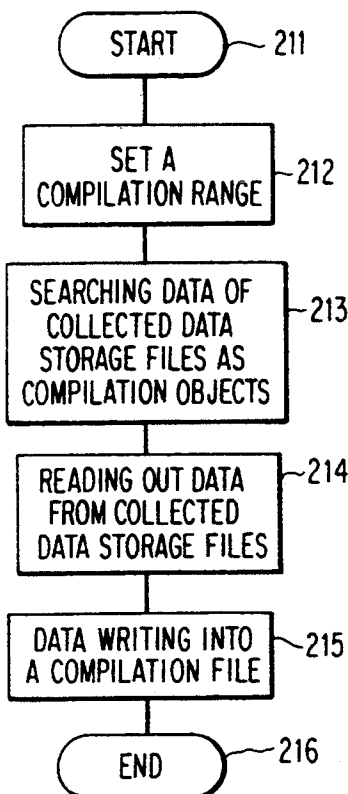 START
211
SET A
COMPILATION RANGE
212
SEARCHING DATA OF
COLLECTED DATA
STORAGE FILES AS
COMPILATION OBJECTS
213
READING OUT DATA
FROM COLLECTED
DATA STORAGE FILES
214
DATA WRITING INTO
A COMPILATION FILE
215
END
216